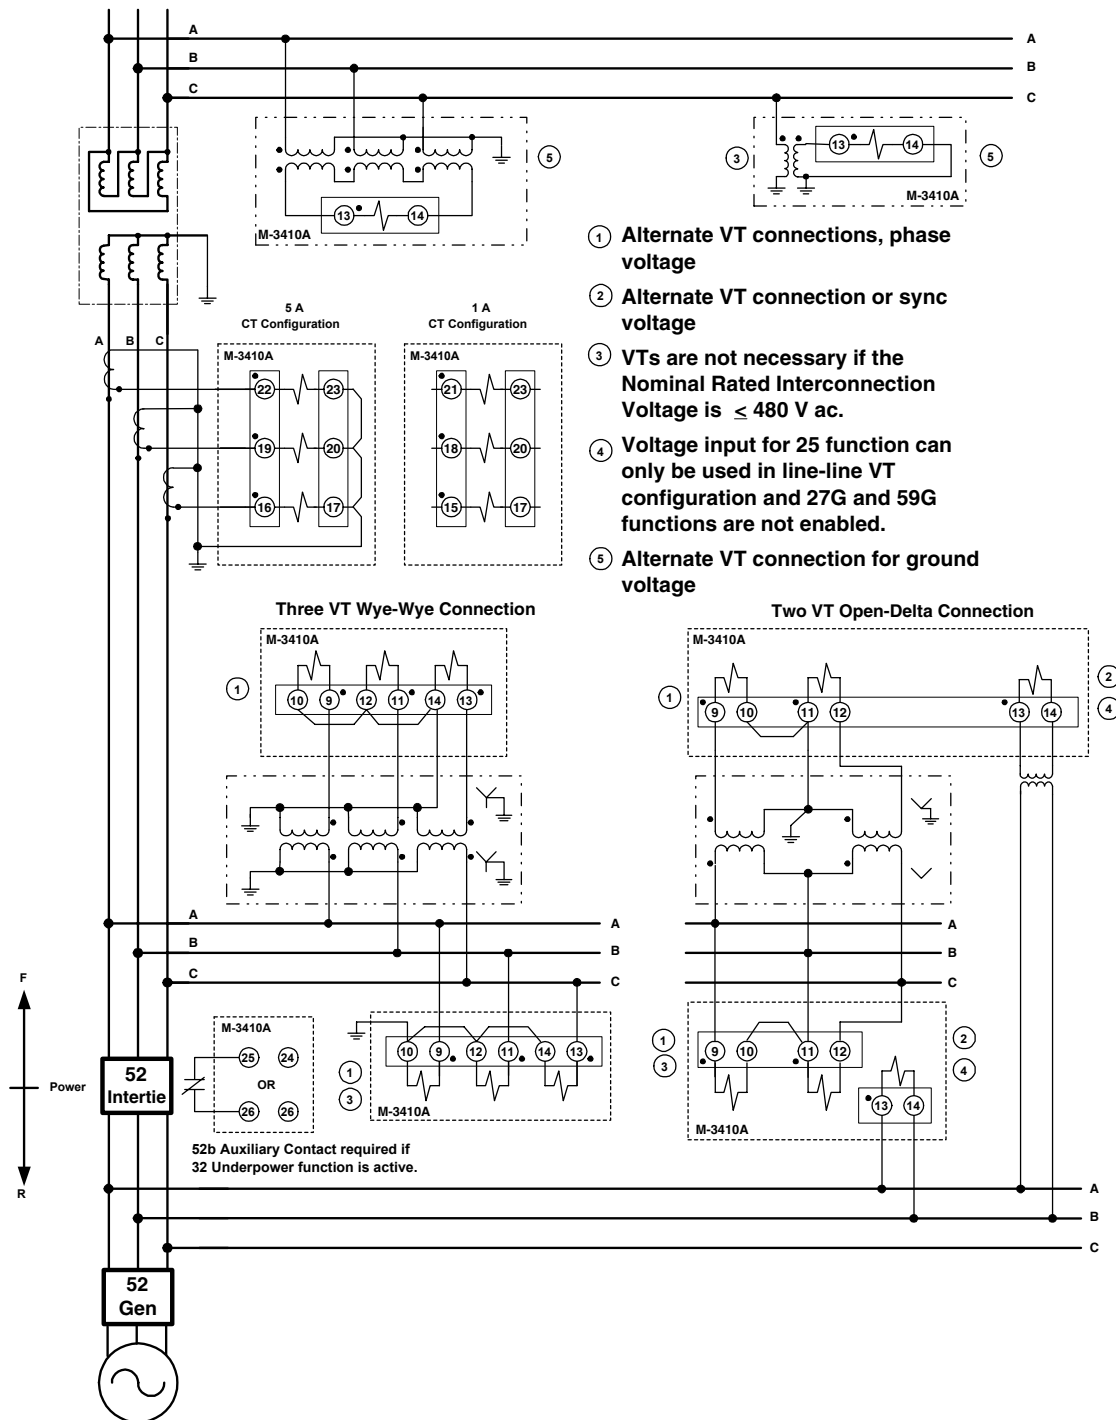 A
A
B
B
C
C
5
3
13
14
5
M-3410A
13
14
M-3410A
1 Alternate VT connections, phase
voltage
2 Alternate VT connection or sync
voltage
3 VTs are not necessary if the
Nominal Rated Interconnection
Voltage is ≤ 480 V ac.
4 Voltage input for 25 function can
only be used in line-line VT
configuration and 27G and 59G
functions are not enabled.
5 Alternate VT connection for ground
voltage
5 A
CT Configuration
1 A
CT Configuration
A B C
M-3410A
22 23
19 20
16 17
M-3410A
21 23
18 20
15 17
Three VT Wye-Wye Connection
M-3410A
1
10 9 12 11 14 13
Two VT Open-Delta Connection
M-3410A
1
9 10 11 12 13 14
2
4
A
A
A
B
B
B
C
C
C
F
Power
R
52
Intertie
M-3410A
25 24
OR
26 26
52b Auxiliary Contact required if
32 Underpower function is active.
1
3
10 9 12 11 14 13
M-3410A
1
3
9 10 11 12
13 14
M-3410A
2
4
A
B
C
52
Gen